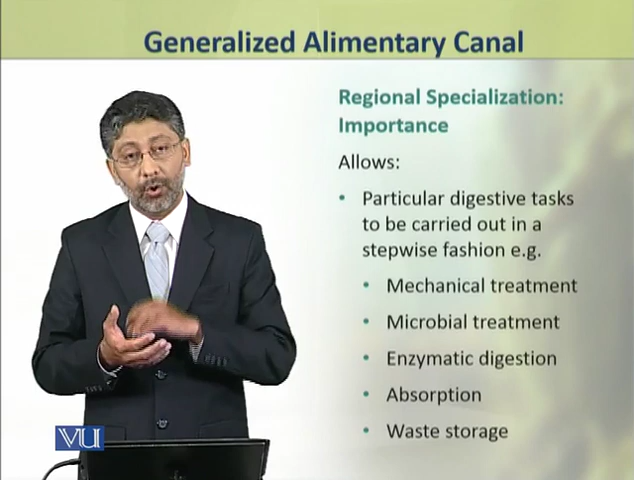 Generalized Alimentary Canal
Regional Specialization:
Importance
Allows:
• Particular digestive tasks
to be carried out in a
stepwise fashion e.g.
• Mechanical treatment
• Microbial treatment
• Enzymatic digestion
• Absorption
• Waste storage
VU